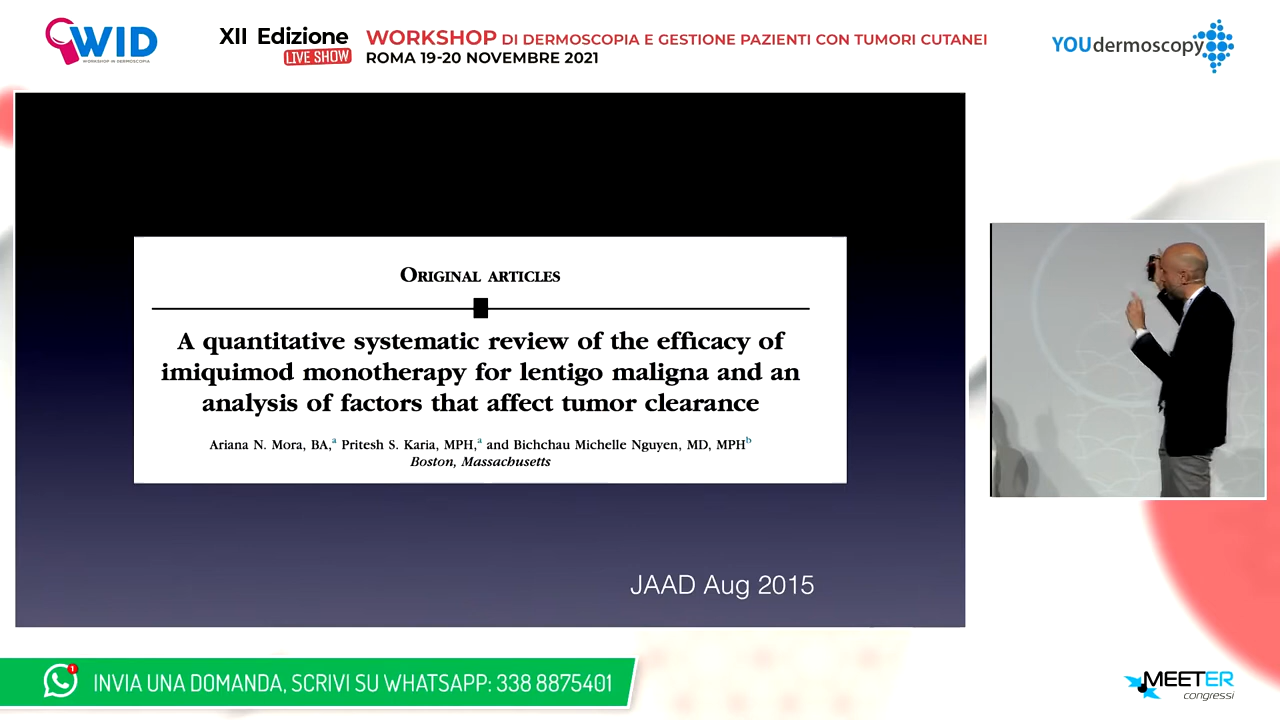 WID
WORKSHOP IN DERMOSCOPIA
XII Edizione
LIVE SHOW
WORKSHOP DI DERMOSCOPIA E GESTIONE PAZIENTI CON TUMORI CUTANEI
ROMA 19-20 NOVEMBRE 2021
YOUdermoscopy
ORIGINAL ARTICLES
A quantitative systematic review of the efficacy of
imiquimod monotherapy for lentigo maligna and an
analysis of factors that affect tumor clearance
Ariana N. Mora, BA,a Pritesh S. Karia, MPH,a and Bichchau Michelle Nguyen, MD, MPHb
Boston, Massachusetts
JAAD Aug 2015
1
INVIA UNA DOMANDA, SCRIVI SU WHATSAPP: 338 8875401
MEETER
congressi